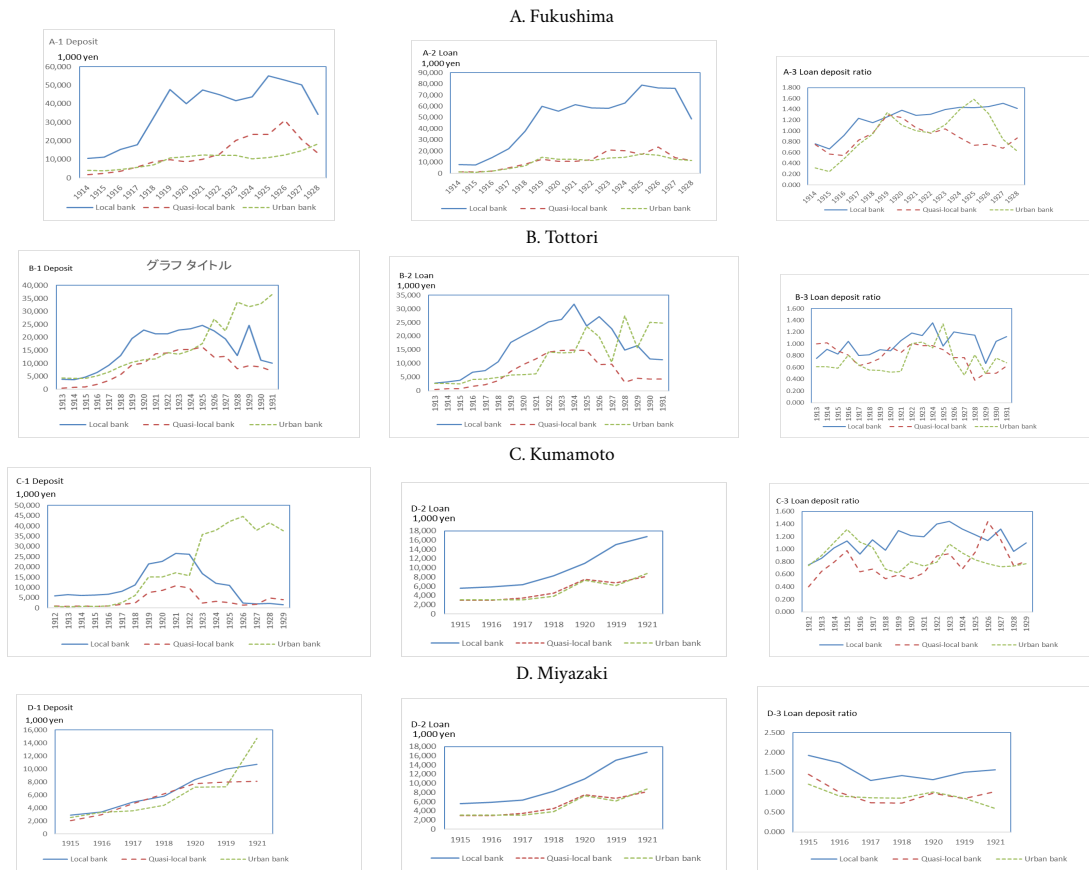 A. Fukushima
A-1 Deposit
1,000 yen
60,000
50,000
40,000
30,000
20,000
10,000
0
1914 1915 1916 1917 1918 1919 1920 1921 1922 1923 1924 1925 1926 1927 1928
Local bank Quasi-local bank Urban bank
A-2 Loan
1,000 yen
90,000
80,000
70,000
60,000
50,000
40,000
30,000
20,000
10,000
0
1914 1915 1916 1917 1918 1919 1920 1921 1922 1923 1924 1925 1926 1927 1928
Local bank Quasi-local bank Urban bank
A-3 Loan deposit ratio
1.800
1.600
1.400
1.200
1.000
0.800
0.600
0.400
0.200
0.000
1914 1915 1916 1917 1918 1919 1920 1921 1922 1923 1924 1925 1926 1927 1928
Local bank Quasi-local bank Urban bank
B. Tottori
B-1 Deposit
グラフ タイトル
40,000
35,000
30,000
25,000
20,000
15,000
10,000
5,000
0
1913 1914 1915 1916 1917 1918 1919 1920 1921 1922 1923 1924 1925 1926 1927 1928 1929 1930 1931
Local bank Quasi-local bank Urban bank
B-2 Loan
1,000 yen
35,000
30,000
25,000
20,000
15,000
10,000
5,000
0
1913 1914 1915 1916 1917 1918 1919 1920 1921 1922 1923 1924 1925 1926 1927 1928 1929 1930 1931
Local bank Quasi-local bank Urban bank
B-3 Loan deposit ratio
1.600
1.400
1.200
1.000
0.800
0.600
0.400
0.200
0.000
1913 1914 1915 1916 1917 1918 1919 1920 1921 1922 1923 1924 1925 1926 1927 1928 1929 1930 1931
Local bank Quasi-local bank Urban bank
C. Kumamoto
C-1 Deposit
1,000 yen
50,000
45,000
40,000
35,000
30,000
25,000
20,000
15,000
10,000
5,000
0
1912 1913 1914 1915 1916 1917 1918 1919 1920 1921 1922 1923 1924 1925 1926 1927 1928 1929
Local bank Quasi-local bank Urban bank
D-2 Loan
1,000 yen
18,000
16,000
14,000
12,000
10,000
8,000
6,000
4,000
2,000
0
1915 1916 1917 1918 1920 1919 1921
Local bank Quasi-local bank Urban bank
C-3 Loan deposit ratio
1.600
1.400
1.200
1.000
0.800
0.600
0.400
0.200
0.000
1912 1913 1914 1915 1916 1917 1918 1919 1920 1921 1922 1923 1924 1925 1926 1927 1928 1929
Local bank Quasi-local bank Urban bank
D. Miyazaki
D-1 Deposit
1,000 yen
16,000
14,000
12,000
10,000
8,000
6,000
4,000
2,000
0
1915 1916 1917 1918 1920 1919 1921
Local bank Quasi-local bank Urban bank
D-2 Loan
1,000 yen
18,000
16,000
14,000
12,000
10,000
8,000
6,000
4,000
2,000
0
1915 1916 1917 1918 1920 1919 1921
Local bank Quasi-local bank Urban bank
D-3 Loan deposit ratio
2.500
2.000
1.500
1.000
0.500
0.000
1915 1916 1917 1918 1920 1919 1921
Local bank Quasi-local bank Urban bank